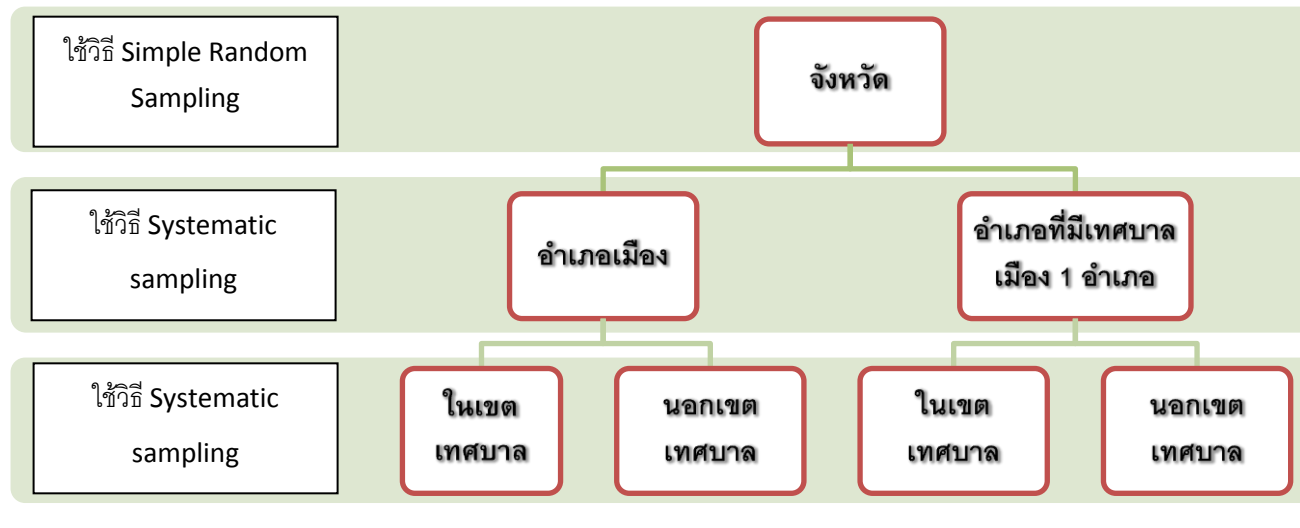 ใช้วิธี Simple Random
Sampling
จังหวัด
ใช้วิธี Systematic
sampling
อำเภอเมือง
อำเภอที่มีเทศบาล
เมือง 1 อำเภอ
ใช้วิธี Systematic
sampling
ในเขต
เทศบาล
นอกเขต
เทศบาล
ในเขต
เทศบาล
นอกเขต
เทศบาล